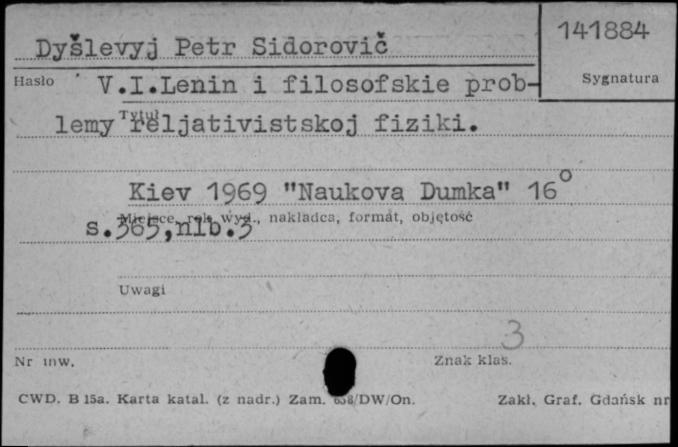 141884
Dyšlevyj Petr Sidorovič
Hasło
Sygnatura
V.I.Lenin i filosofskie prob-
Tytuł
lemy reljativistskoj fiziki.
Kiev 1969 "Naukova Dumka" 16°
Miejsce, rok wyd., nakładca, format, objętość
s.365,nlb.3
Uwagi
3
Nr inw.
Znak klas.
CWD. B 15a. Karta katal. (z nadr.) Zam. /DW/On.
Zakł. Graf. Gdańsk nr